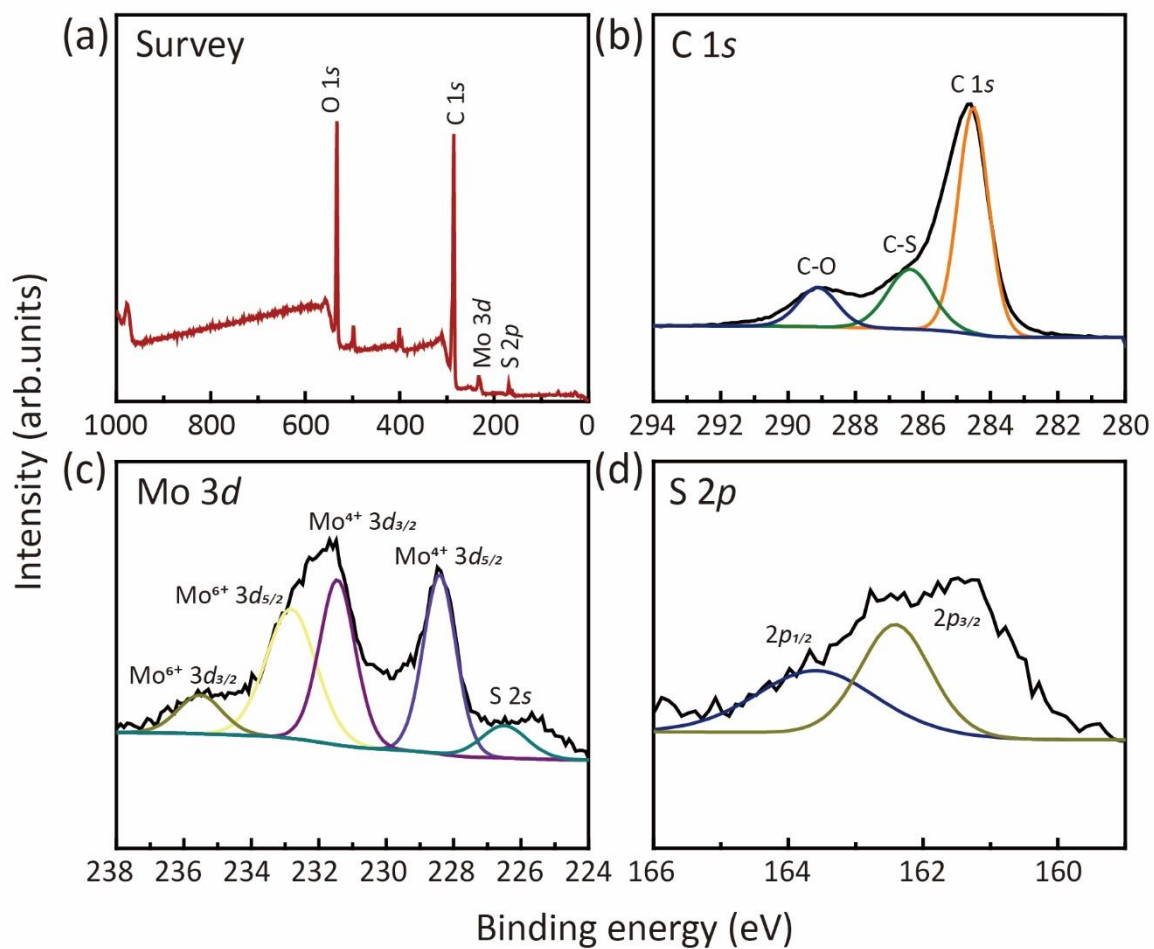 (a) Survey
O 1s
C 1s
Mo 3d
S 2p
1000 800 600 400 200 0
(b) C 1s
C 1s
C-S
C-O
294 292 290 288 286 284 282 280
(c) Mo 3d
Mo⁴⁺ 3d₃/₂
Mo⁴⁺ 3d₅/₂
Mo⁶⁺ 3d₅/₂
Mo⁶⁺ 3d₃/₂
S 2s
238 236 234 232 230 228 226 224
(d) S 2p
2p₃/₂
2p₁/₂
166 164 162 160
Intensity (arb.units)
Binding energy (eV)